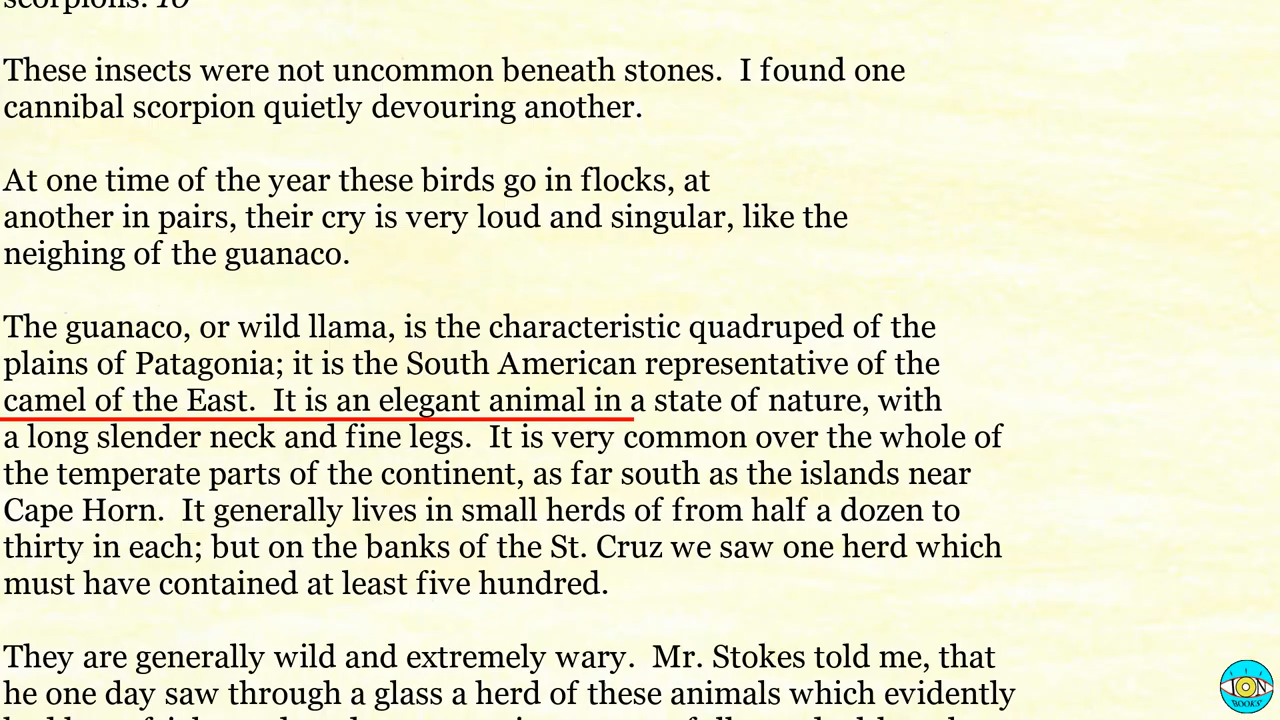 scorpions. 10
These insects were not uncommon beneath stones.  I found one
cannibal scorpion quietly devouring another.
At one time of the year these birds go in flocks, at
another in pairs, their cry is very loud and singular, like the
neighing of the guanaco.
The guanaco, or wild llama, is the characteristic quadruped of the
plains of Patagonia; it is the South American representative of the
camel of the East.  It is an elegant animal in a state of nature, with
a long slender neck and fine legs.  It is very common over the whole of
the temperate parts of the continent, as far south as the islands near
Cape Horn.  It generally lives in small herds of from half a dozen to
thirty in each; but on the banks of the St. Cruz we saw one herd which
must have contained at least five hundred.
They are generally wild and extremely wary.  Mr. Stokes told me, that
he one day saw through a glass a herd of these animals which evidently
ION
BOOKS